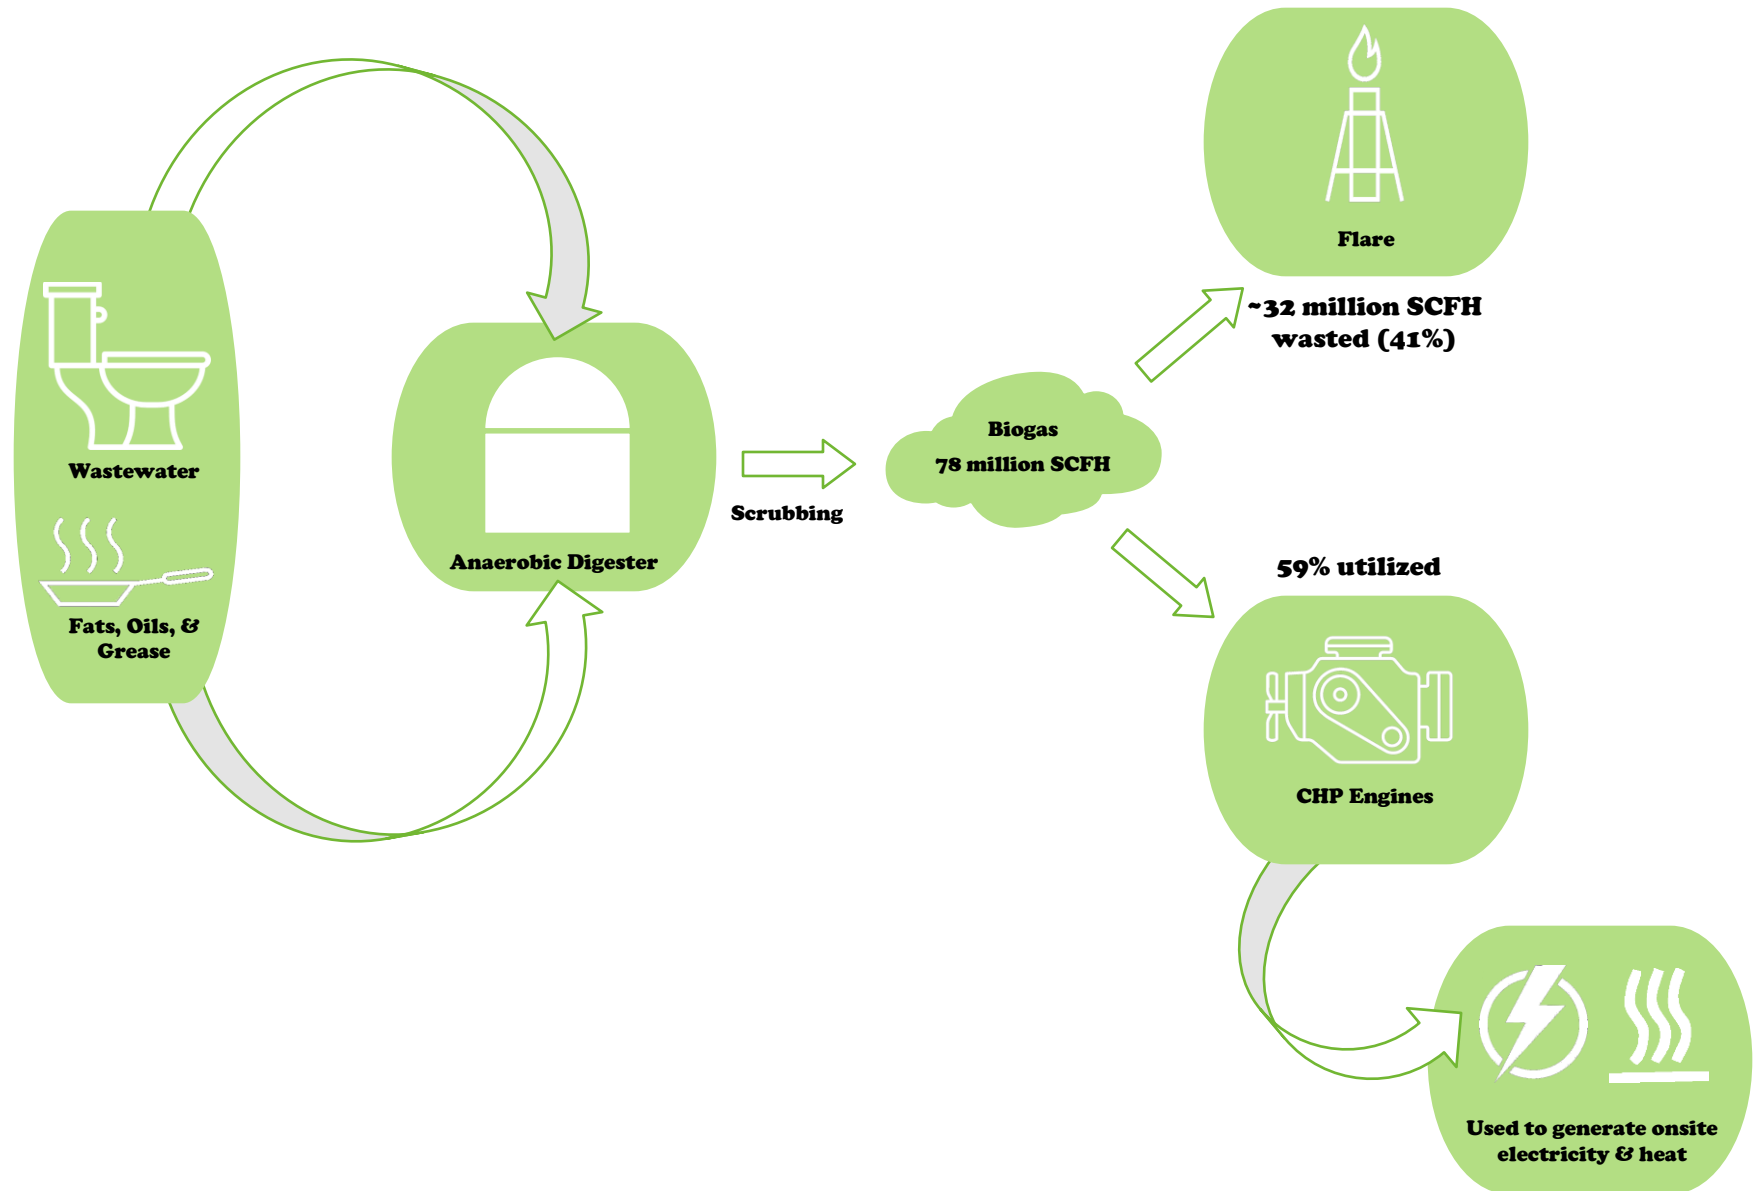 Wastewater
Fats, Oils, &
Grease
Anaerobic Digester
Scrubbing
Biogas
78 million SCFH
Flare
~32 million SCFH
wasted (41%)
59% utilized
CHP Engines
Used to generate onsite
electricity & heat